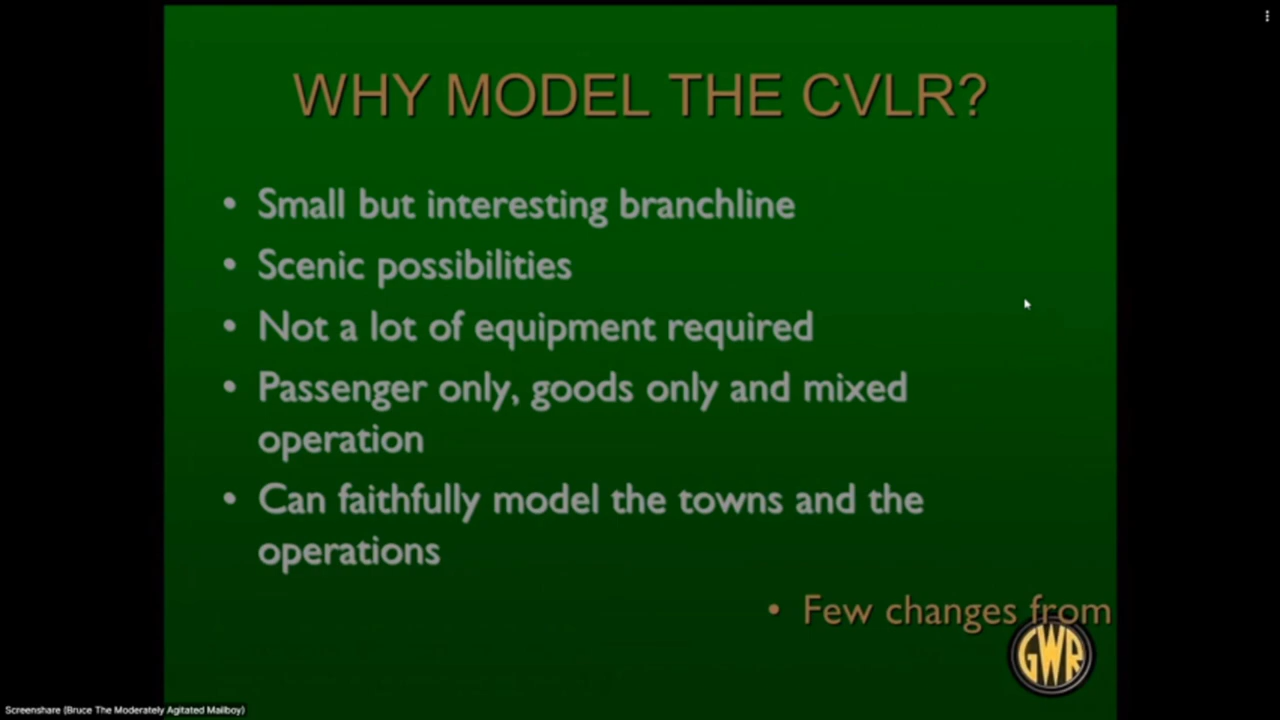 WHY MODEL THE CVLR?
• Small but interesting branchline
• Scenic possibilities
• Not a lot of equipment required
• Passenger only, goods only and mixed
operation
• Can faithfully model the towns and the
operations
• Few changes from
GWR
Screenshare (Bruce The Moderately Agitated Mailboy)